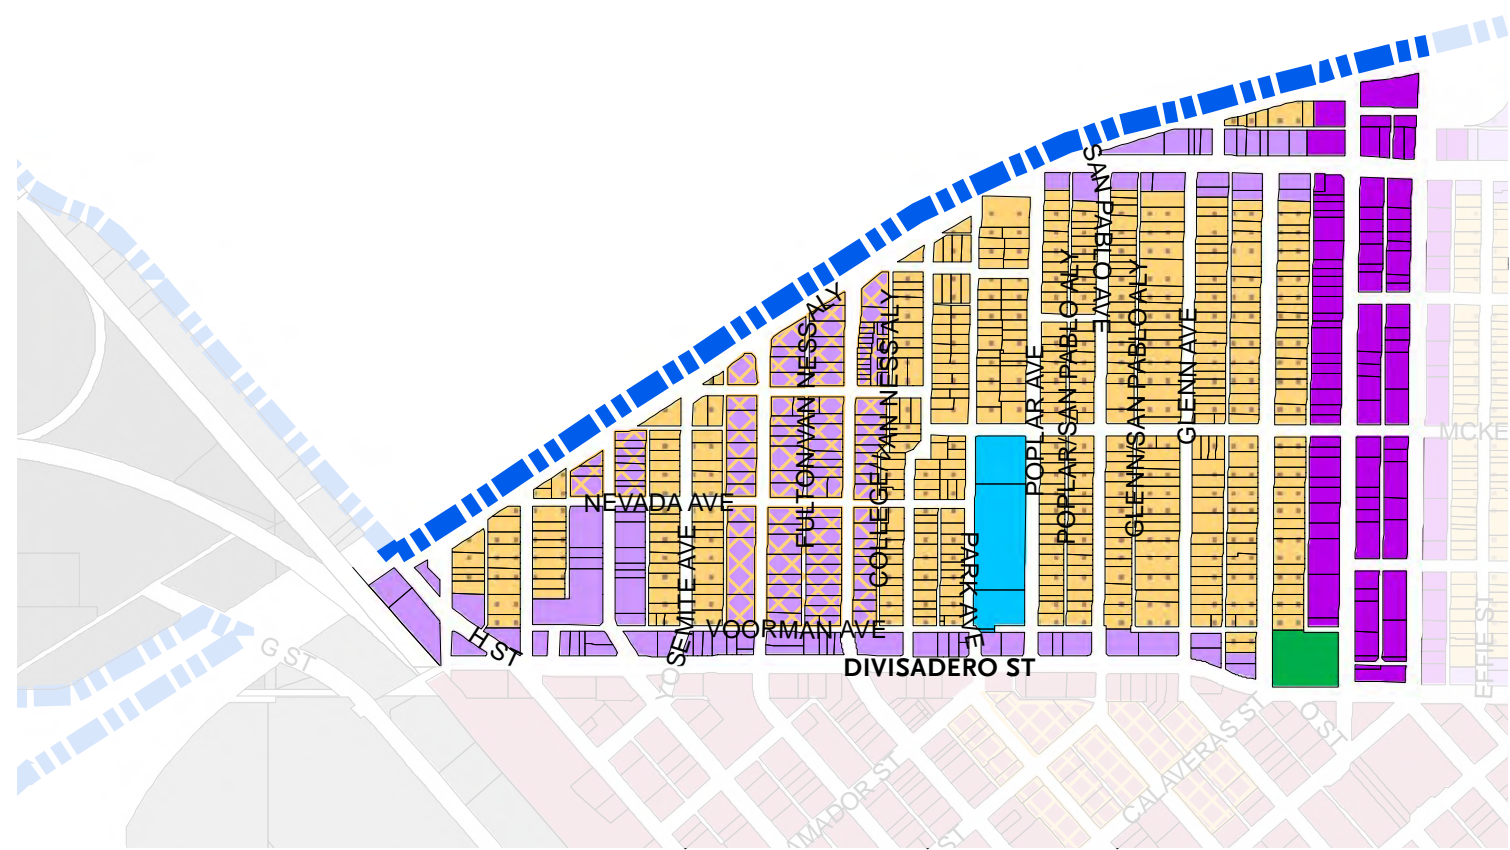 SAN PABLO AVE
FULTON/VAN NESS ALY
COLLEGE/VAN NESS ALY
POPLAR AVE
POPLAR/SAN PABLO ALY
GLENN/SAN PABLO ALY
GLENN AVE
MCKE
NEVADA AVE
YOSEMITE AVE
PARK AVE
VOORMAN AVE
H ST
G ST
DIVISADERO ST
EFFIE ST
O ST
CALAVERAS ST
AMADOR ST
ST